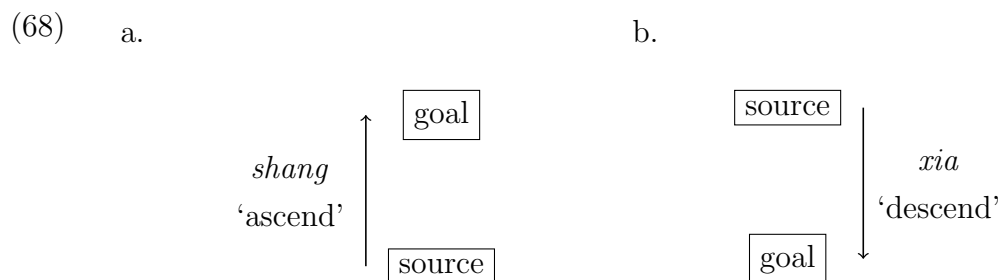 (68) a. b.
goal source
shang xia
‘ascend’ ‘descend’
source goal